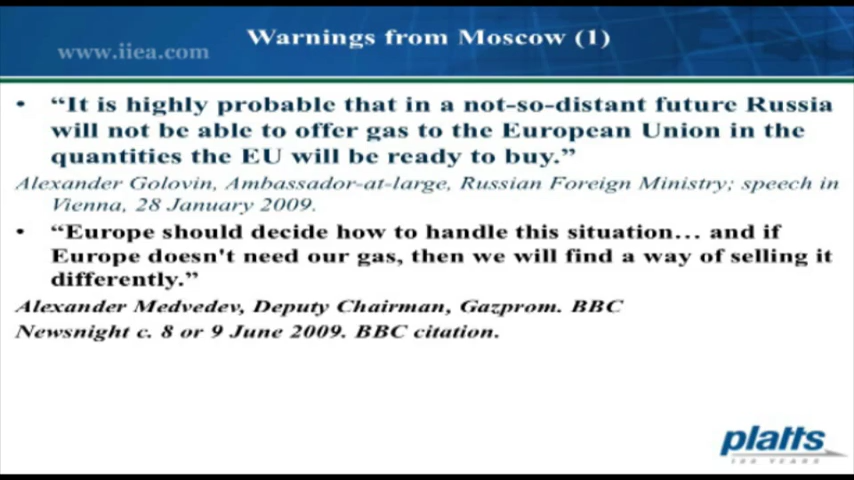 Warnings from Moscow (1)
www.iiea.com
• “It is highly probable that in a not-so-distant future Russia
will not be able to offer gas to the European Union in the
quantities the EU will be ready to buy.”
Alexander Golovin, Ambassador-at-large, Russian Foreign Ministry; speech in
Vienna, 28 January 2009.
• “Europe should decide how to handle this situation… and if
Europe doesn't need our gas, then we will find a way of selling it
differently.”
Alexander Medvedev, Deputy Chairman, Gazprom. BBC
Newsnight c. 8 or 9 June 2009. BBC citation.
platts
100 YEARS